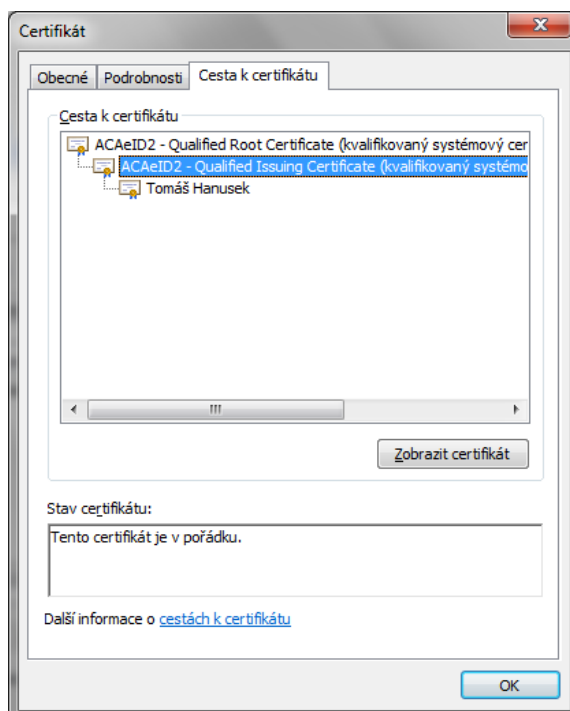 Certifikát
Obecné Podrobnosti Cesta k certifikátu
Cesta k certifikátu
ACAeID2 - Qualified Root Certificate (kvalifikovaný systémový cer
ACAeID2 - Qualified Issuing Certificate (kvalifikovaný systémo
Tomáš Hanusek
Zobrazit certifikát
Stav certifikátu:
Tento certifikát je v pořádku.
Další informace o cestách k certifikátu
OK